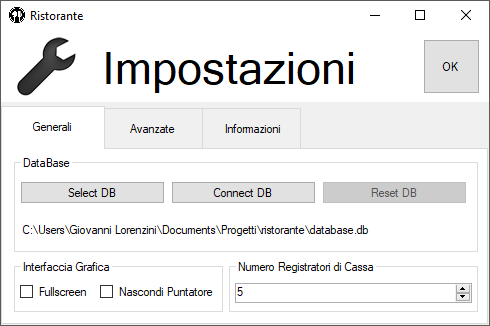 Ristorante
Impostazioni
OK
Generali Avanzate Informazioni
DataBase
Select DB Connect DB Reset DB
C:\Users\Giovanni Lorenzini\Documents\Progetti\ristorante\database.db
Interfaccia Grafica Numero Registratori di Cassa
Fullscreen Nascondi Puntatore 5